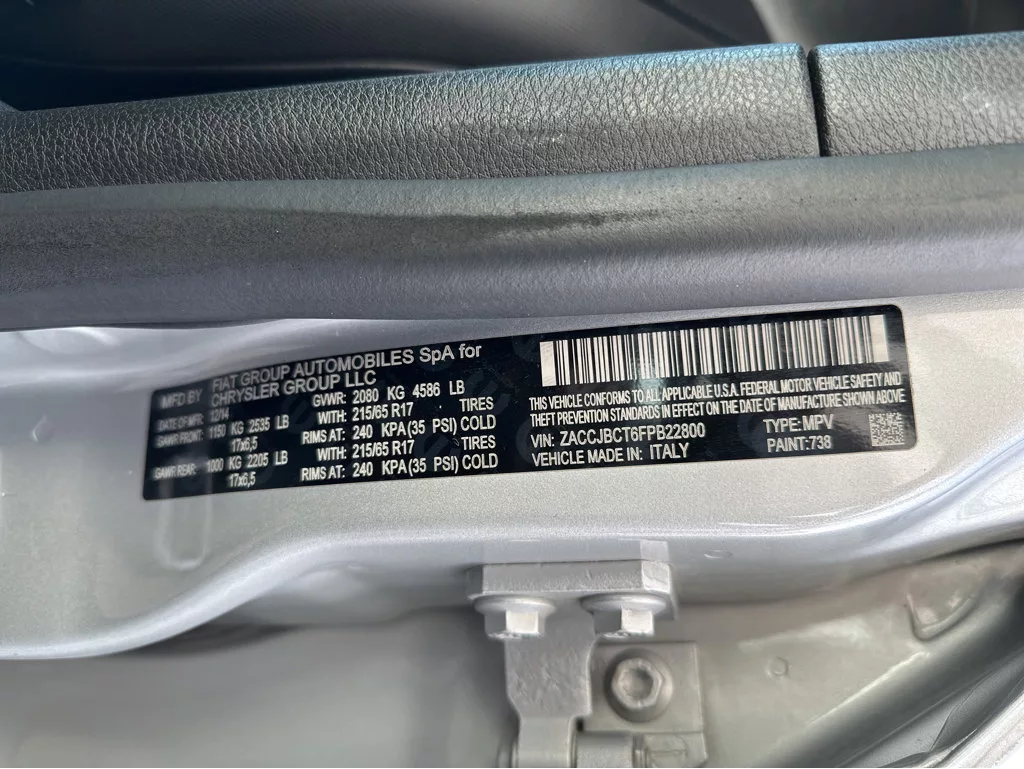 MFD BY FIAT GROUP AUTOMOBILES SpA for
CHRYSLER GROUP LLC
DATE OF MFR: 12/14 GVWR: 2080 KG 4586 LB
GAWR FRONT: 1150 KG 2535 LB WITH: 215/65 R17 TIRES
17x6,5 RIMS AT: 240 KPA (35 PSI) COLD
GAWR REAR: 1000 KG 2205 LB WITH: 215/65 R17 TIRES
17x6,5 RIMS AT: 240 KPA (35 PSI) COLD
THIS VEHICLE CONFORMS TO ALL APPLICABLE U.S.A. FEDERAL MOTOR VEHICLE SAFETY AND
THEFT PREVENTION STANDARDS IN EFFECT ON THE DATE OF MANUFACTURE SHOWN ABOVE
VIN: ZACCJBCT6FPB22800 TYPE: MPV
VEHICLE MADE IN: ITALY PAINT:738